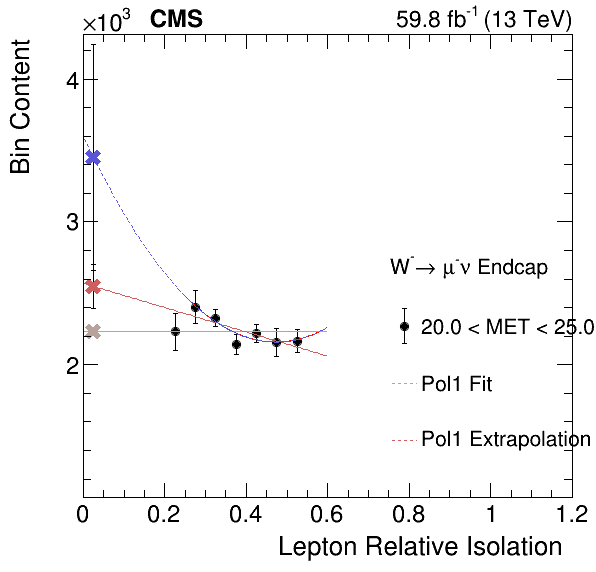 ×10³ CMS 59.8 fb⁻¹ (13 TeV)
Bin Content
4
3
2
W⁻→ μ⁻ν Endcap
20.0 < MET < 25.0
Pol1 Fit
Pol1 Extrapolation
0 0.2 0.4 0.6 0.8 1 1.2
Lepton Relative Isolation